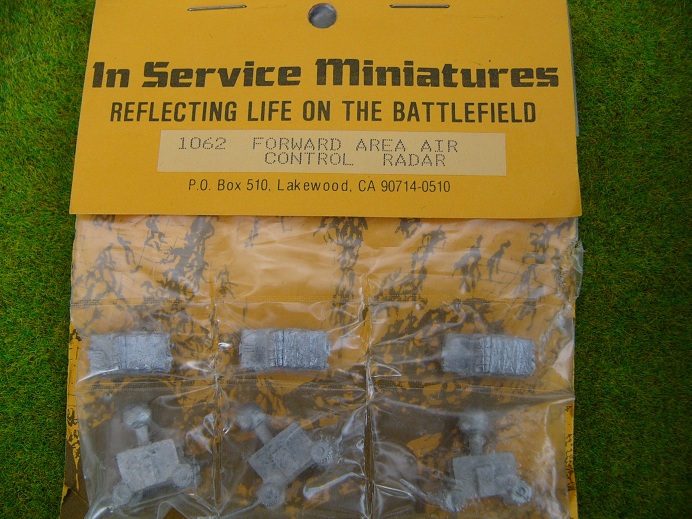 In Service Miniatures
REFLECTING LIFE ON THE BATTLEFIELD
1062 FORWARD AREA AIR
CONTROL RADAR
P.O. Box 510, Lakewood, CA 90714-0510